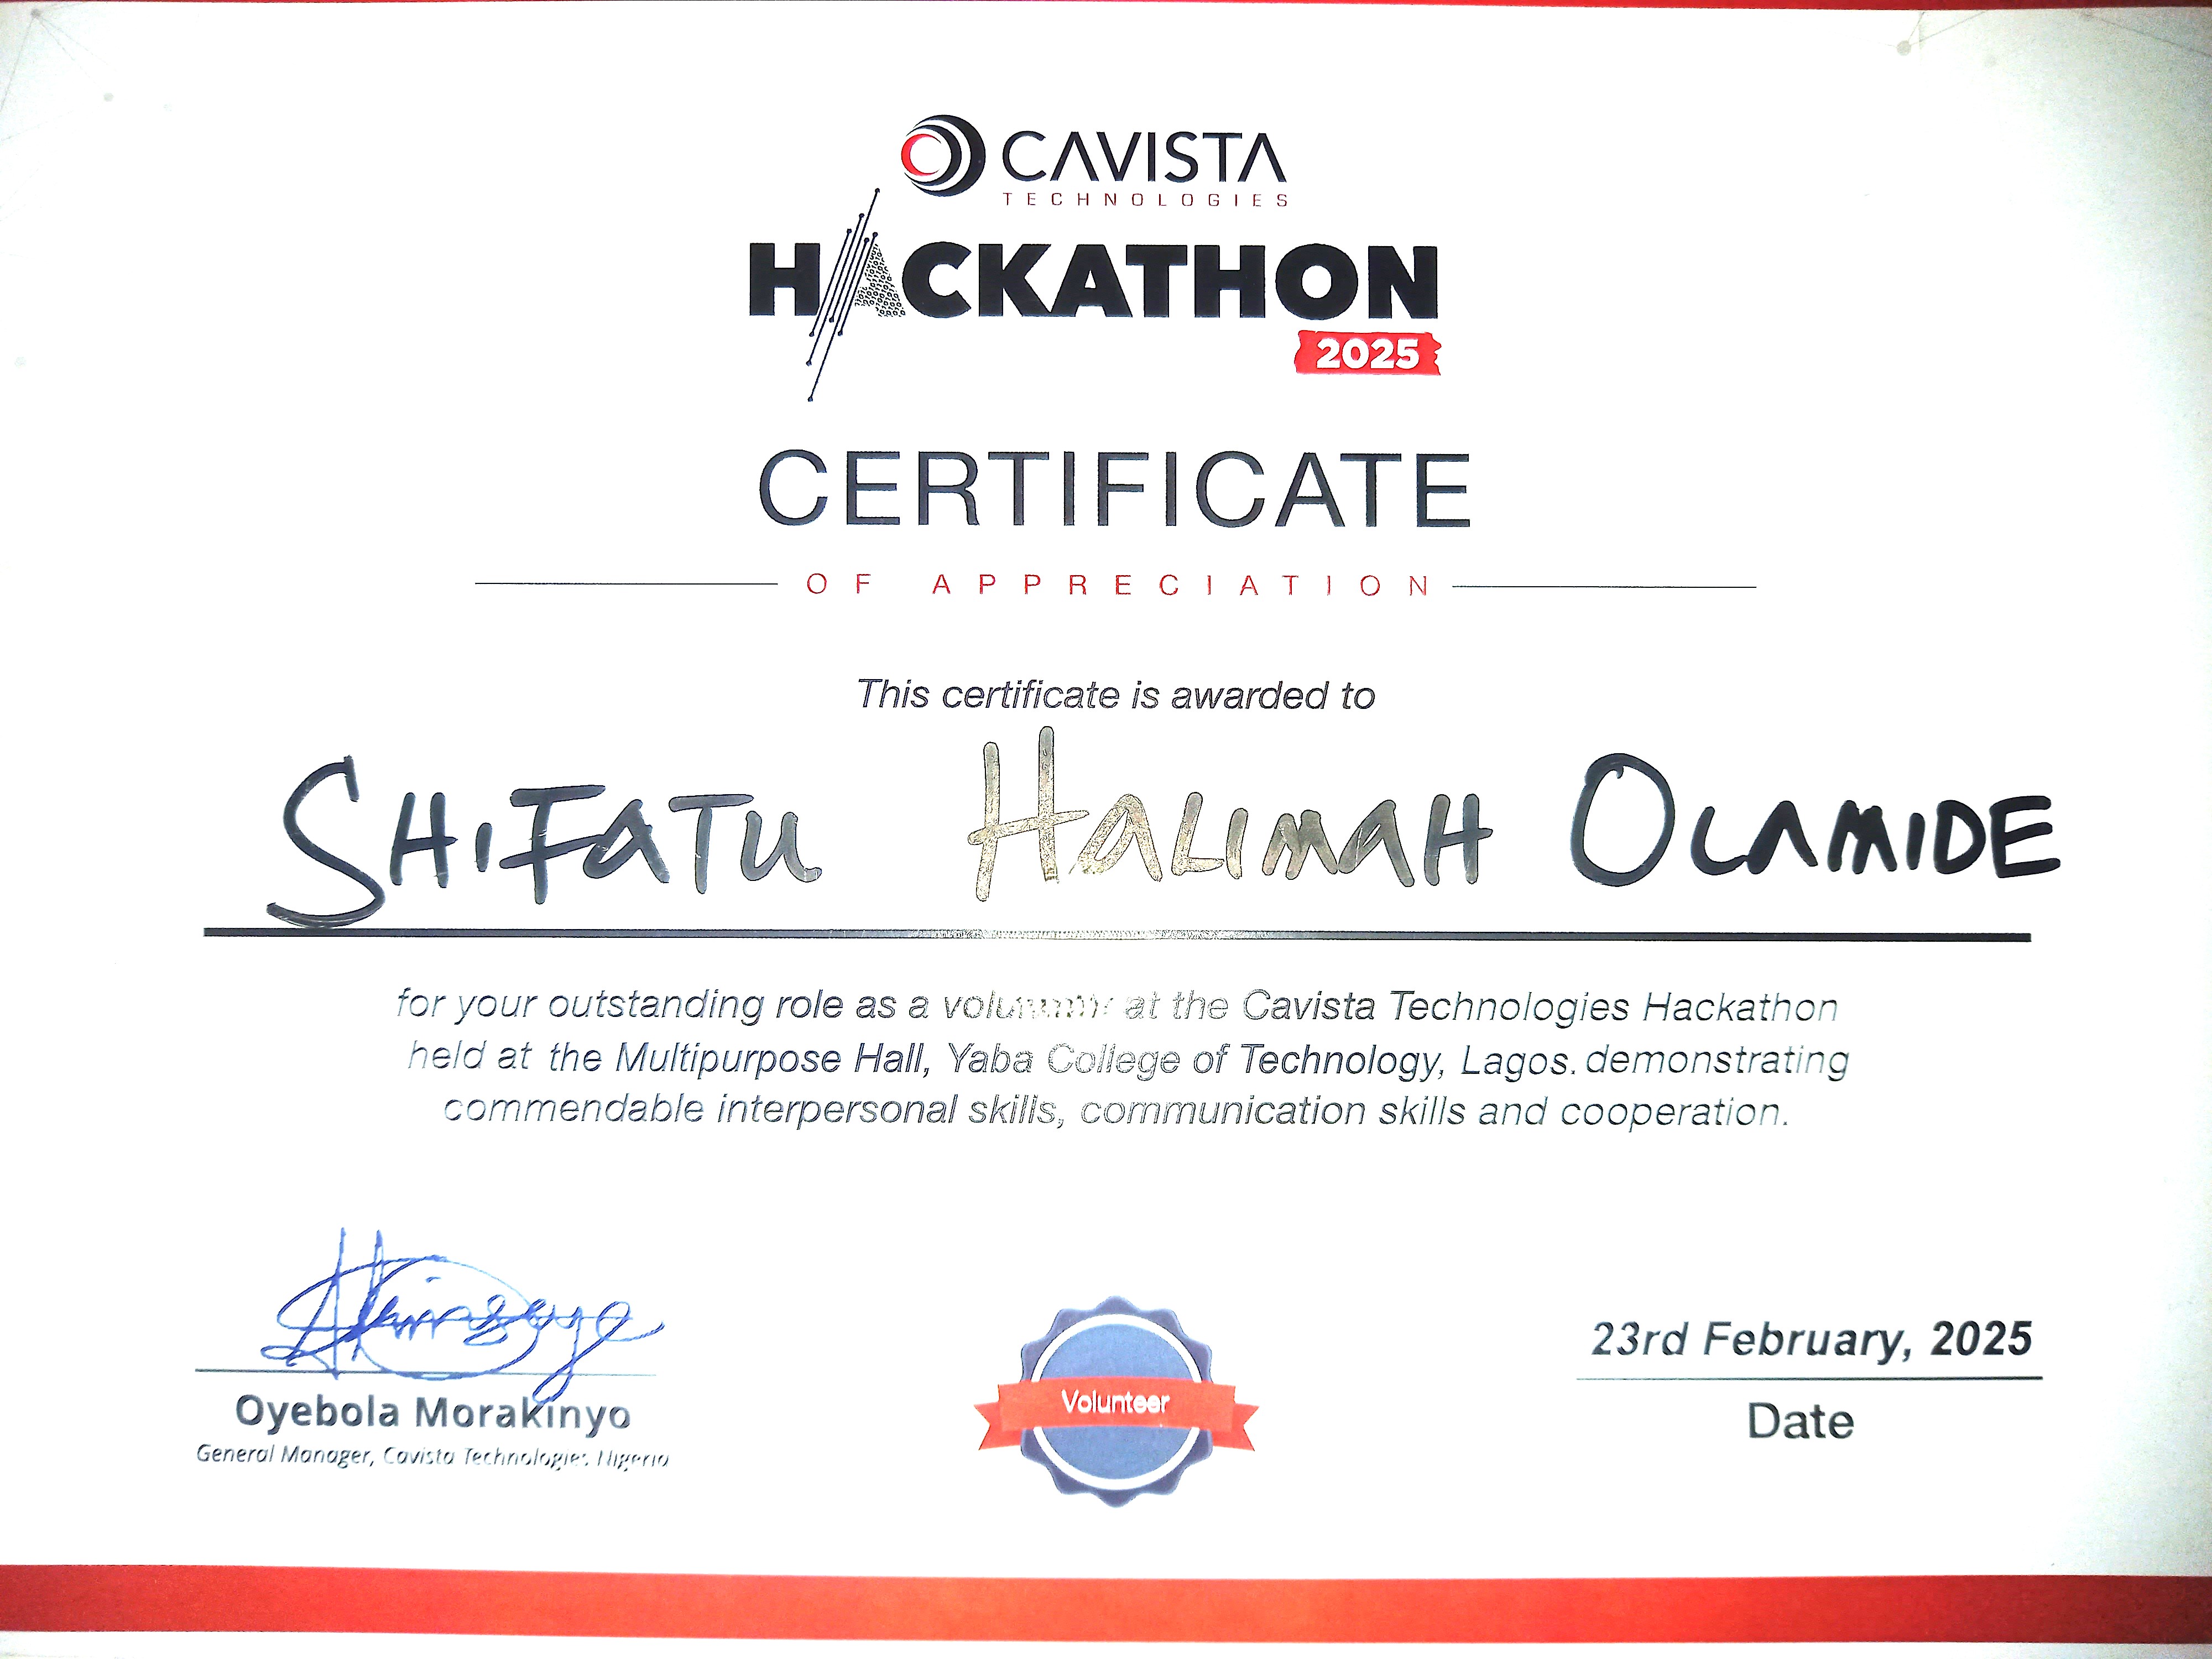 CAVISTA
TECHNOLOGIES
HACKATHON
2025
CERTIFICATE
OF APPRECIATION
This certificate is awarded to
SHIFATU HALIMAH OLAMIDE
for your outstanding role as a volunteer at the Cavista Technologies Hackathon
held at the Multipurpose Hall, Yaba College of Technology, Lagos. demonstrating
commendable interpersonal skills, communication skills and cooperation.
Oyebola Morakinyo
General Manager, Cavista Technologies Nigeria
Volunteer
23rd February, 2025
Date